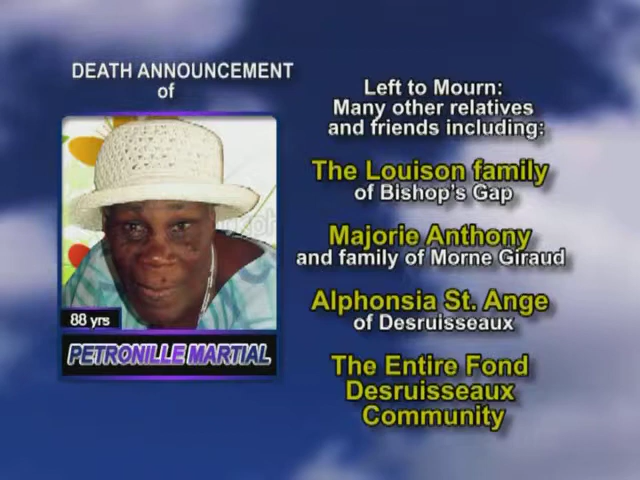 DEATH ANNOUNCEMENT
of
88 yrs
PETRONILLE MARTIAL
Left to Mourn:
Many other relatives
and friends including:
The Louison family
of Bishop's Gap
Majorie Anthony
and family of Morne Giraud
Alphonsia St. Ange
of Desruisseaux
The Entire Fond
Desruisseaux
Community